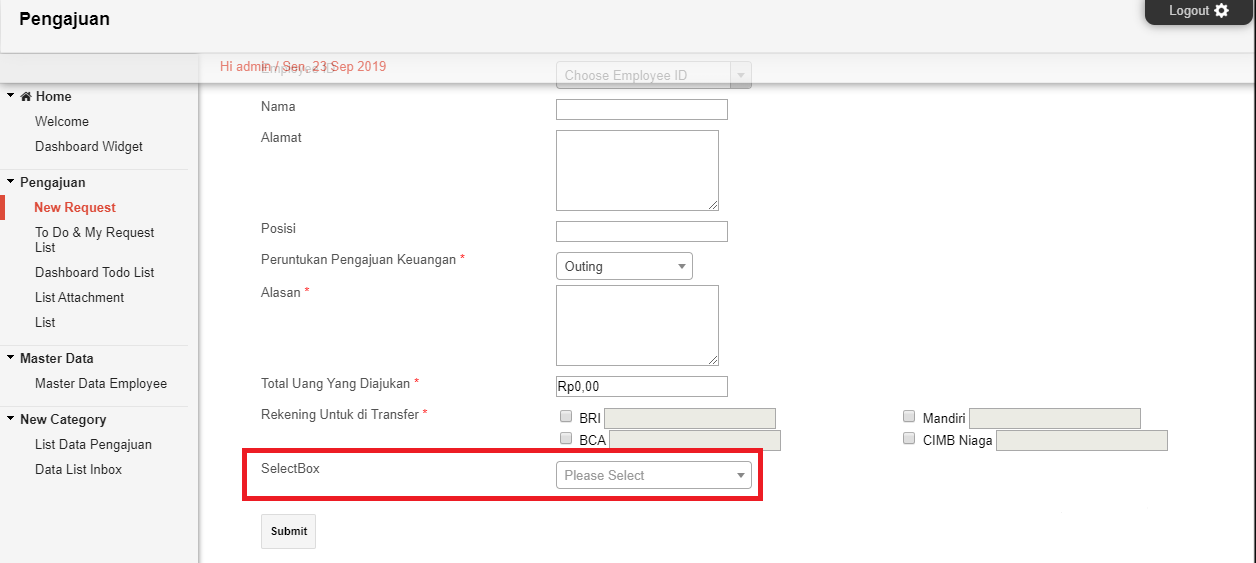 Pengajuan
Logout
Hi admin / Sen, 23 Sep 2019
Employee ID
Choose Employee ID
Home
Welcome
Dashboard Widget
Pengajuan
New Request
To Do & My Request
List
Dashboard Todo List
List Attachment
List
Master Data
Master Data Employee
New Category
List Data Pengajuan
Data List Inbox
Nama
Alamat
Posisi
Peruntukan Pengajuan Keuangan *
Outing
Alasan *
Total Uang Yang Diajukan *
Rp0,00
Rekening Untuk di Transfer *
BRI
Mandiri
BCA
CIMB Niaga
SelectBox
Please Select
Submit